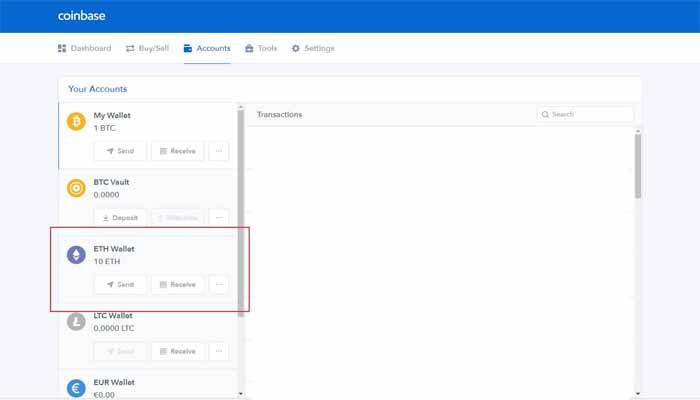 coinbase
Dashboard Buy/Sell Accounts Tools Settings
Your Accounts
My Wallet
1 BTC
Send Receive ...
Transactions
Search
BTC Vault
0.0000
Deposit Withdraw ...
ETH Wallet
10 ETH
Send Receive ...
LTC Wallet
0.0000 LTC
Send Receive ...
EUR Wallet
€0.00